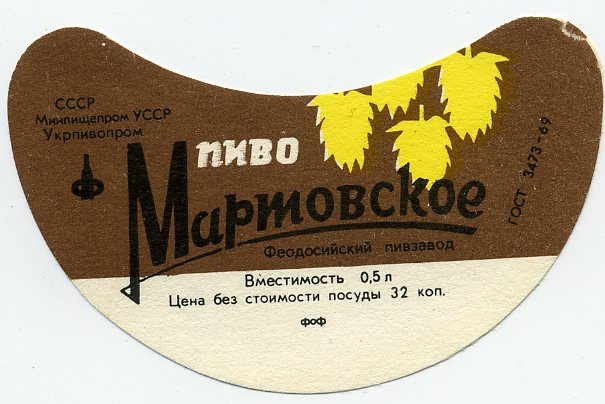 СССР
Минпищепром УССР
Укрпивопром
пиво
Мартовское
Феодосийский пивзавод
ГОСТ 3473-69
Вместимость 0,5 л
Цена без стоимости посуды 32 коп.
фоф